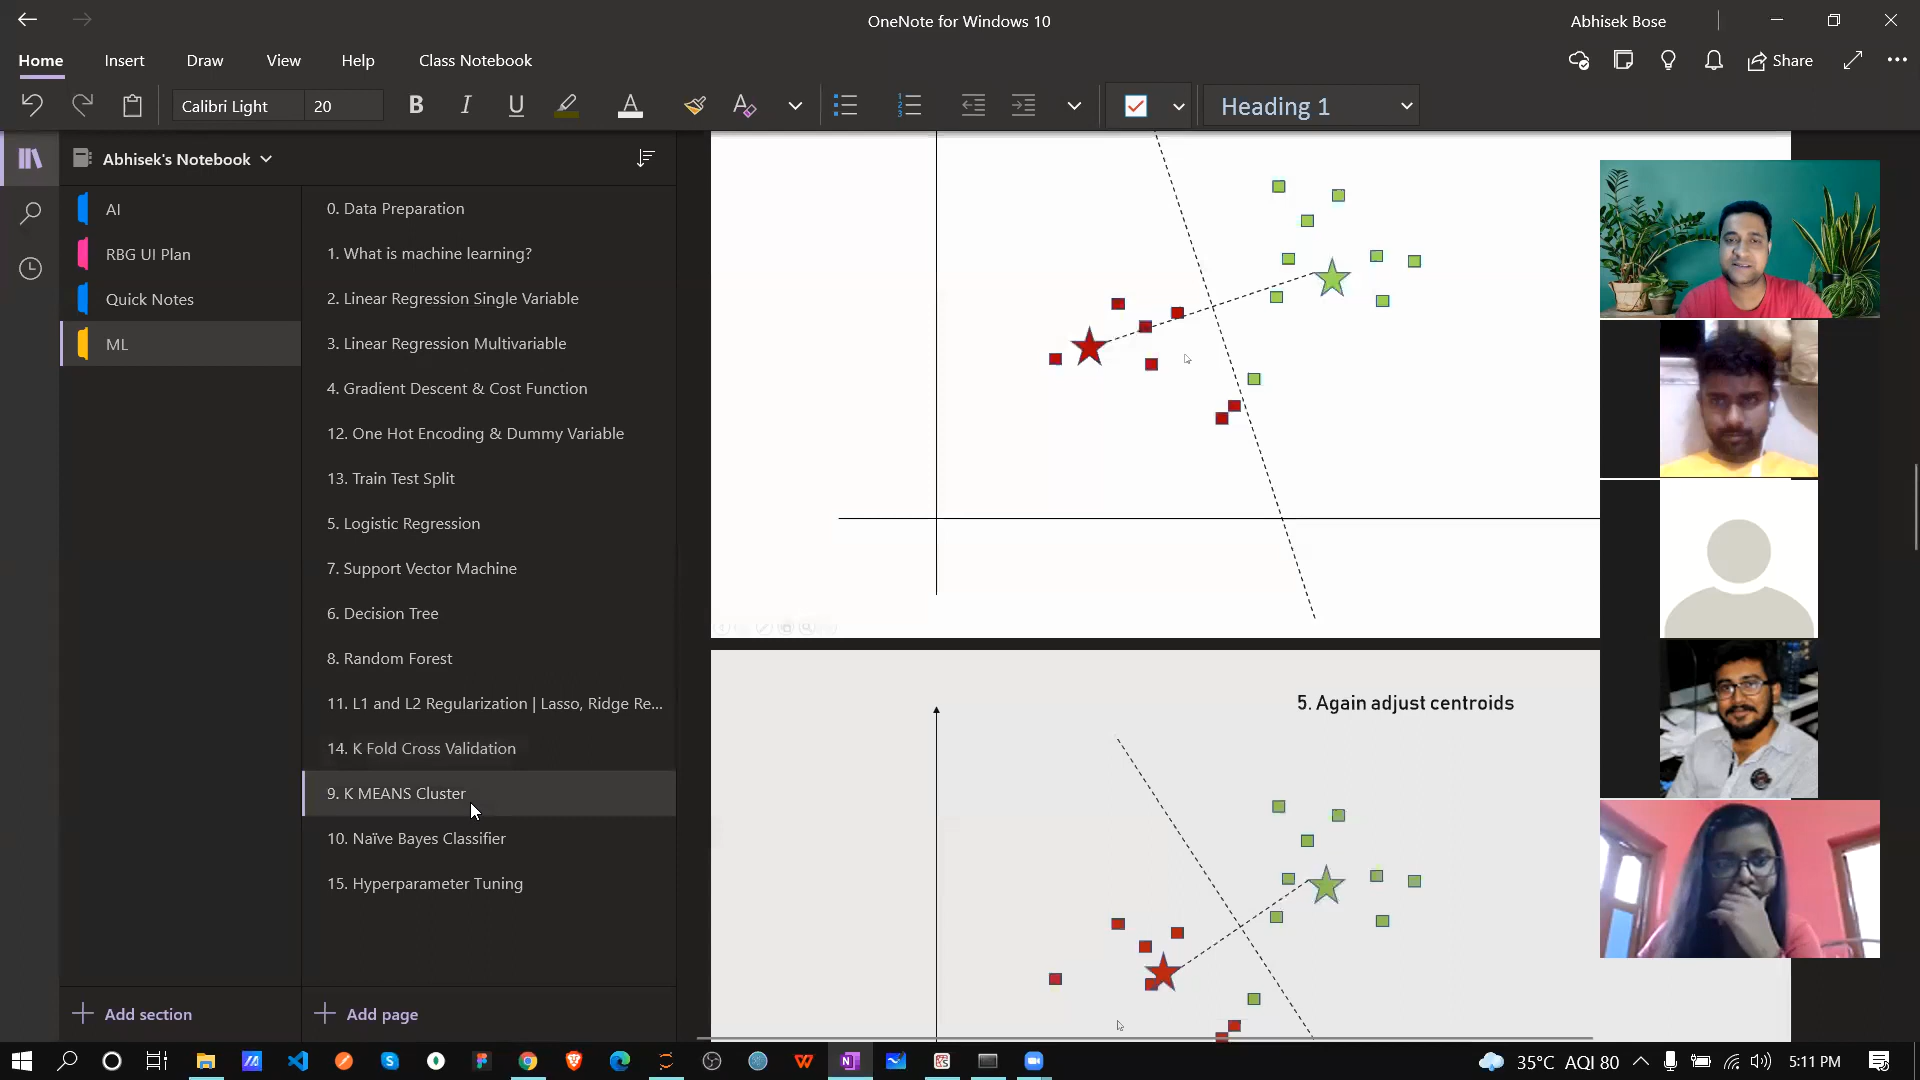 OneNote for Windows 10
Abhisek Bose
Home
Insert
Draw
View
Help
Class Notebook
Share
Calibri Light
20
B
I
U
A
Heading 1
Abhisek's Notebook
AI
RBG UI Plan
Quick Notes
ML
0. Data Preparation
1. What is machine learning?
2. Linear Regression Single Variable
3. Linear Regression Multivariable
4. Gradient Descent & Cost Function
12. One Hot Encoding & Dummy Variable
13. Train Test Split
5. Logistic Regression
7. Support Vector Machine
6. Decision Tree
8. Random Forest
11. L1 and L2 Regularization | Lasso, Ridge Re...
14. K Fold Cross Validation
9. K MEANS Cluster
10. Naïve Bayes Classifier
15. Hyperparameter Tuning
Add section
Add page
5. Again adjust centroids
35°C AQI 80
5:11 PM